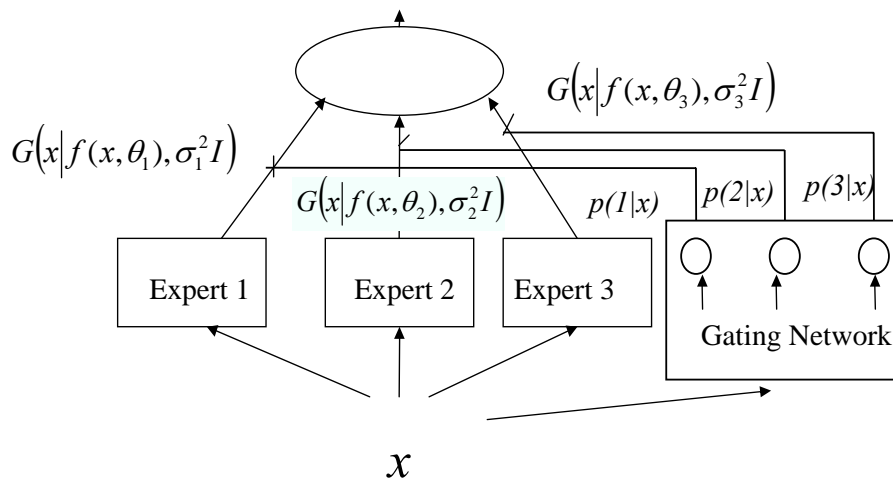 G(x|f(x,θ₃),σ₃²I)
G(x|f(x,θ₁),σ₁²I)
G(x|f(x,θ₂),σ₂²I)
p(1|x)
p(2|x)
p(3|x)
Expert 1
Expert 2
Expert 3
Gating Network
x